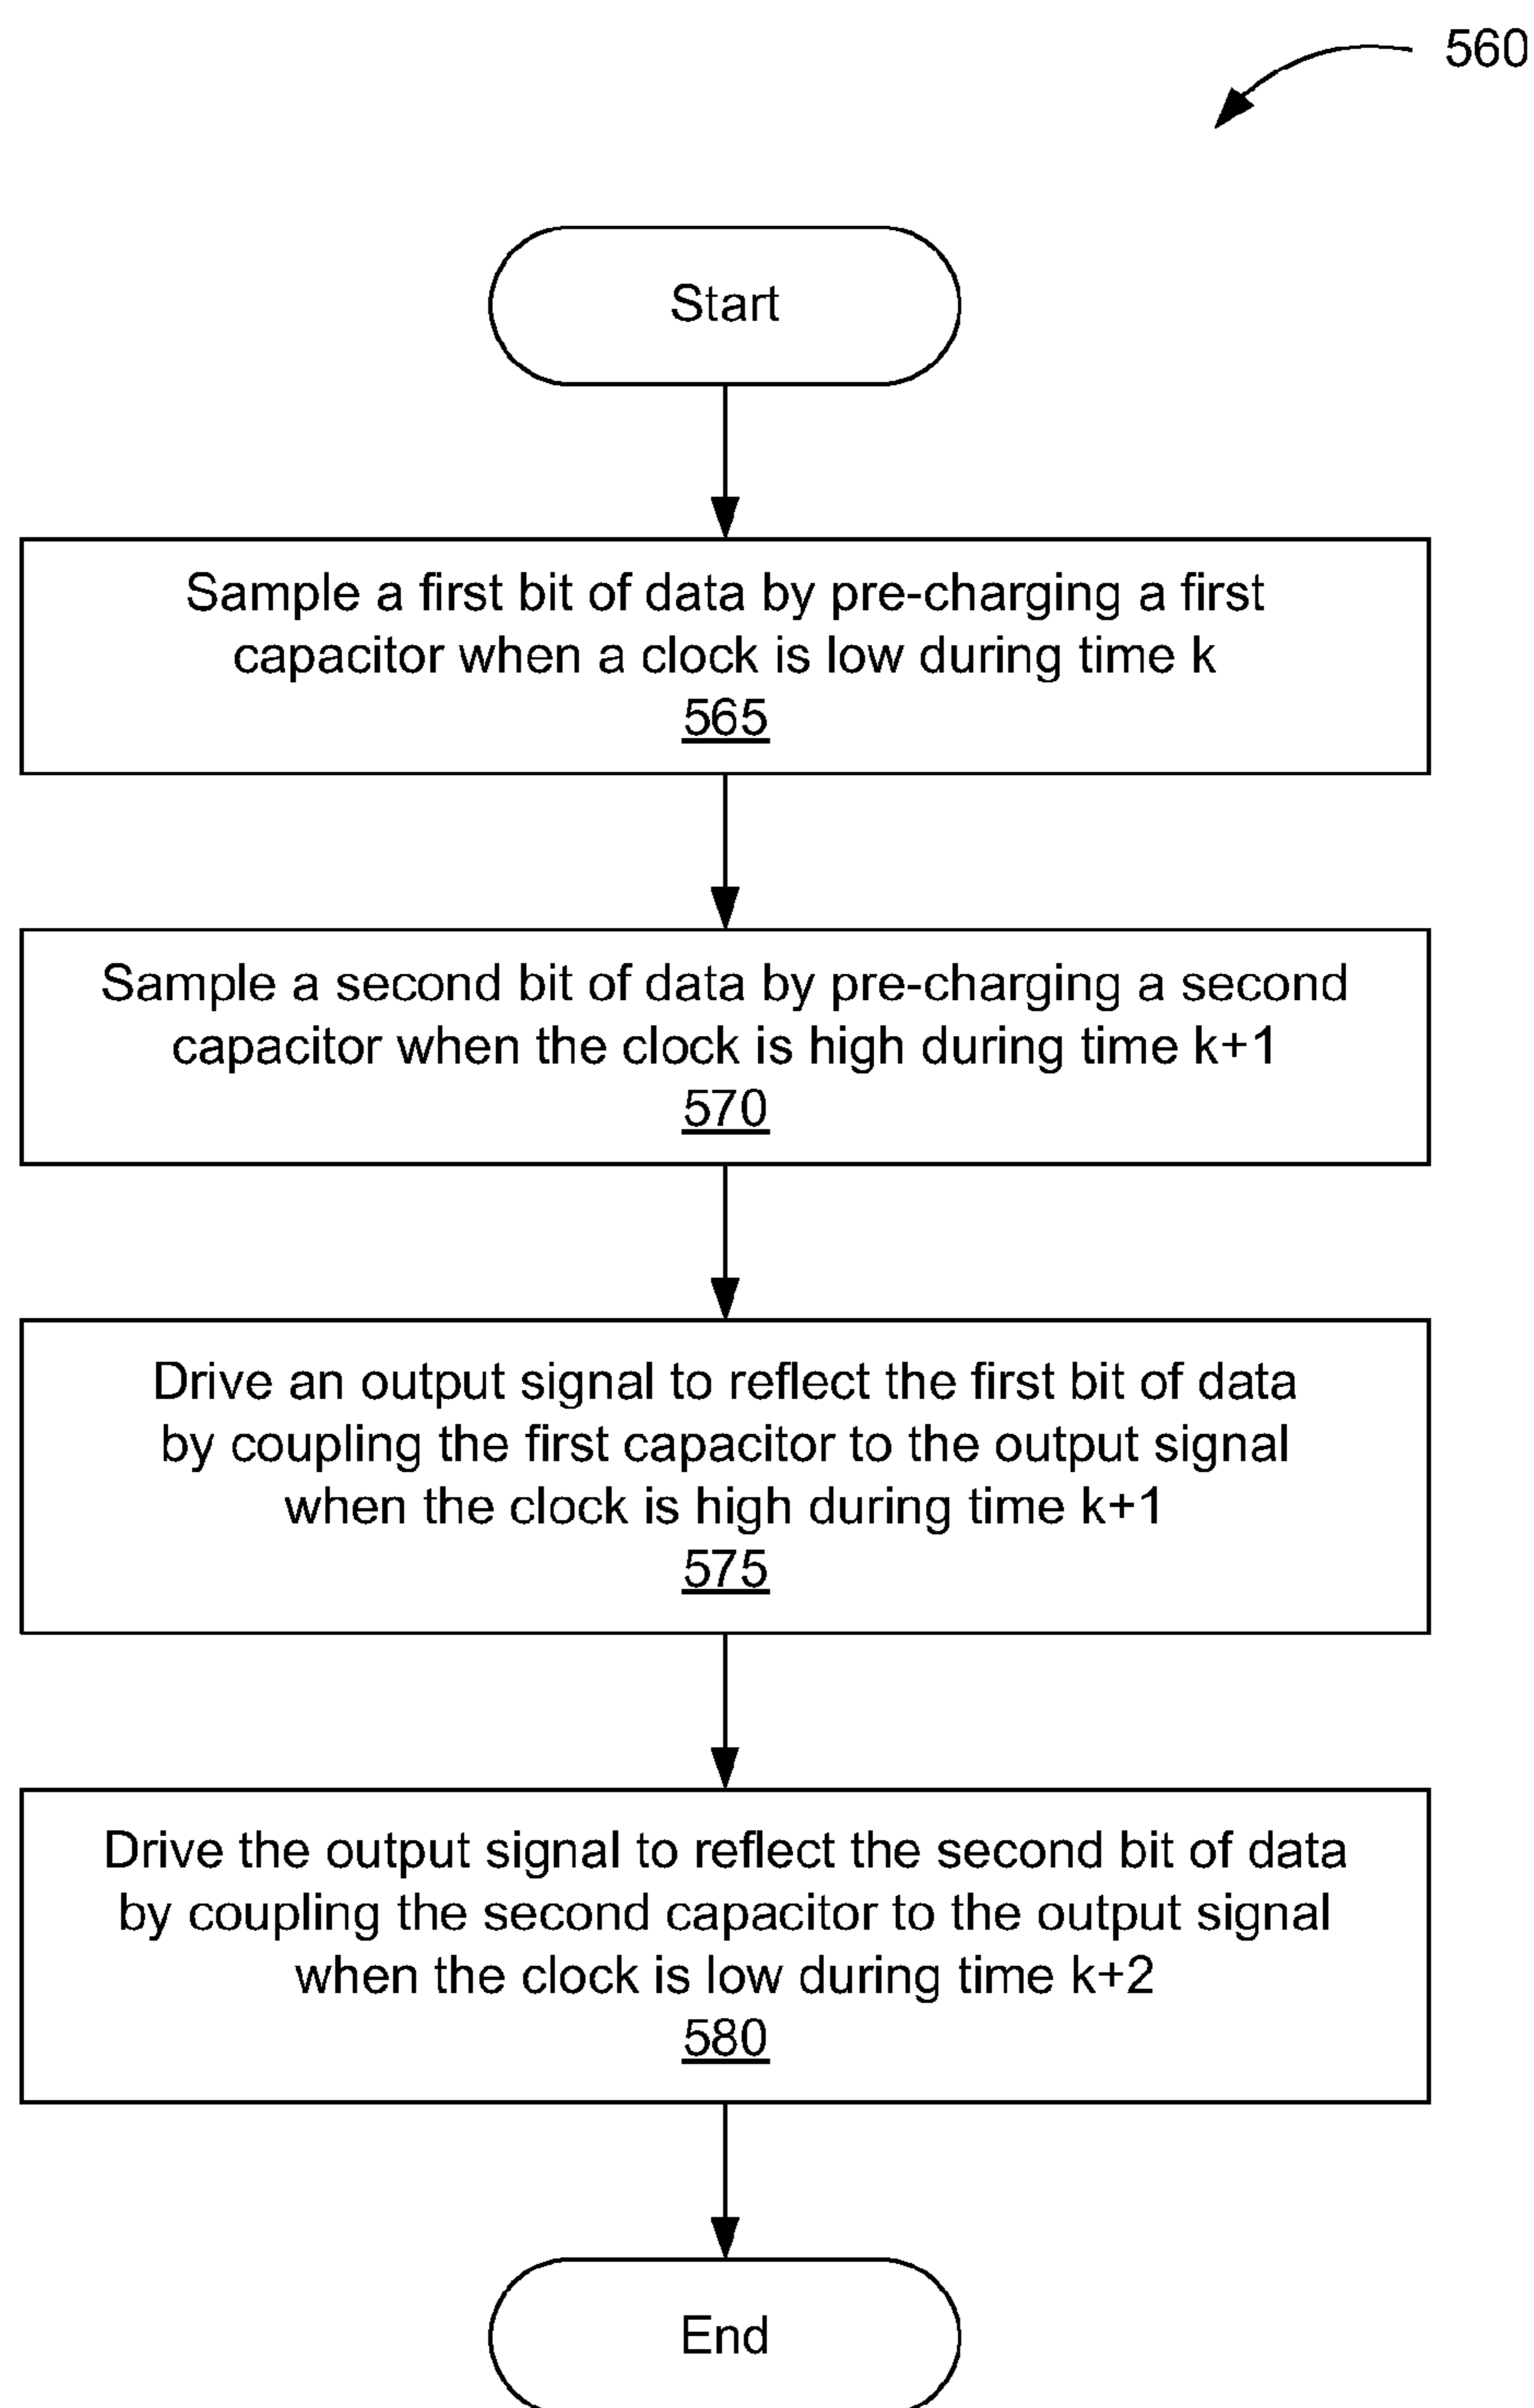 560
Start
Sample a first bit of data by pre-charging a first
capacitor when a clock is low during time k
565
Sample a second bit of data by pre-charging a second
capacitor when the clock is high during time k+1
570
Drive an output signal to reflect the first bit of data
by coupling the first capacitor to the output signal
when the clock is high during time k+1
575
Drive the output signal to reflect the second bit of data
by coupling the second capacitor to the output signal
when the clock is low during time k+2
580
End